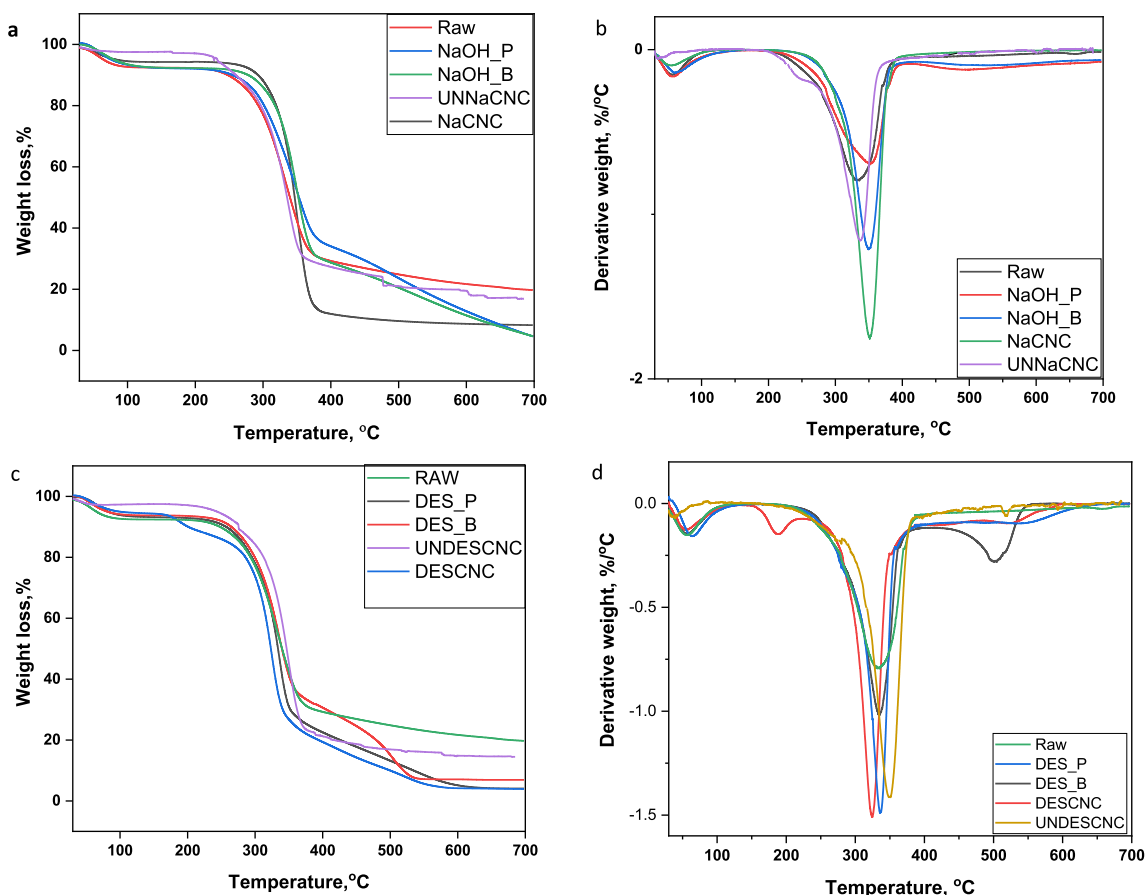 a
Weight loss,%
100
80
60
40
20
0
Raw
NaOH_P
NaOH_B
UNNaCNC
NaCNC
100 200 300 400 500 600 700
Temperature, °C
b
Derivative weight, %/°C
0
-2
Raw
NaOH_P
NaOH_B
NaCNC
UNNaCNC
100 200 300 400 500 600 700
Temperature, °C
c
Weight loss,%
100
80
60
40
20
0
RAW
DES_P
DES_B
UNDESCNC
DESCNC
100 200 300 400 500 600 700
Temperature,°C
d
Derivative weight, %/°C
0.0
-0.5
-1.0
-1.5
Raw
DES_P
DES_B
DESCNC
UNDESCNC
100 200 300 400 500 600 700
Temperature, °C